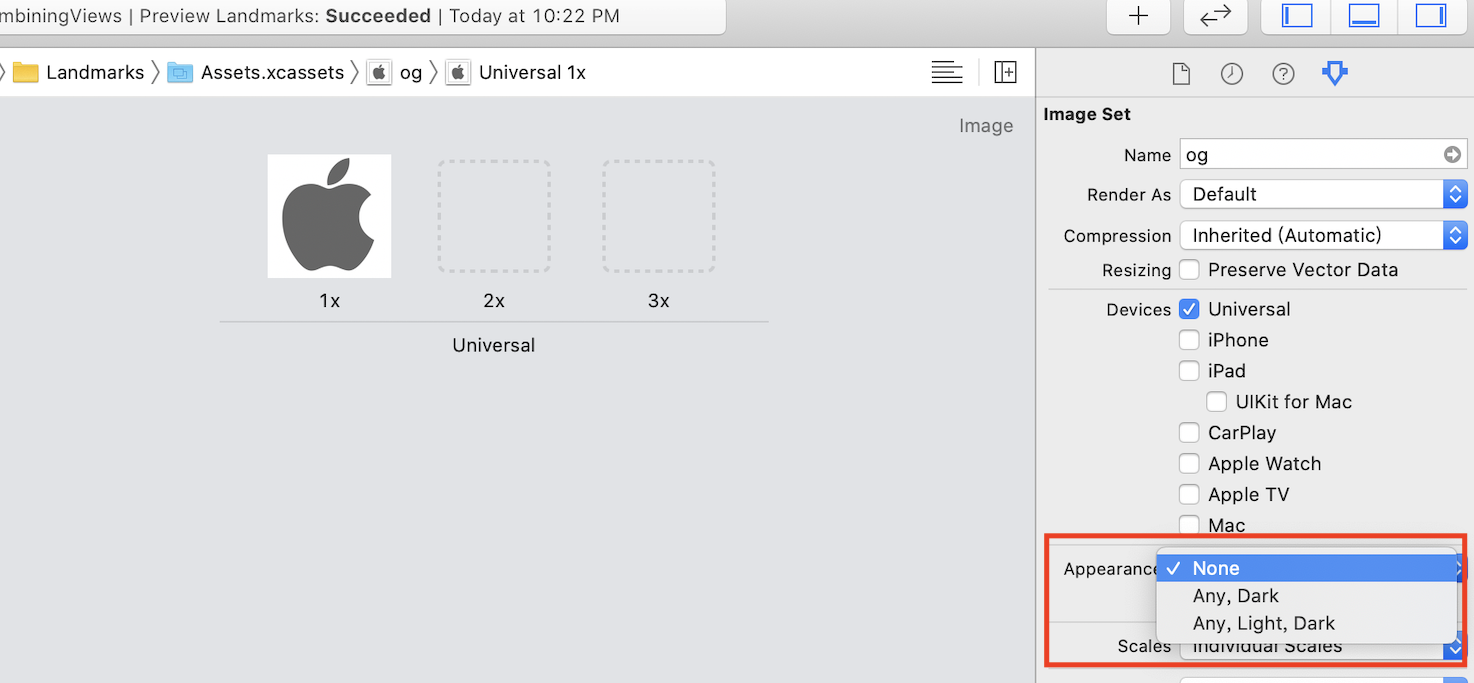 mbiningViews | Preview Landmarks: Succeeded | Today at 10:22 PM
Landmarks Assets.xcassets og Universal 1x
Image
1x 2x 3x
Universal
Image Set
Name og
Render As Default
Compression Inherited (Automatic)
Resizing Preserve Vector Data
Devices Universal
iPhone
iPad
UIKit for Mac
CarPlay
Apple Watch
Apple TV
Mac
Appearance None
Any, Dark
Any, Light, Dark
Scales Individual Scales